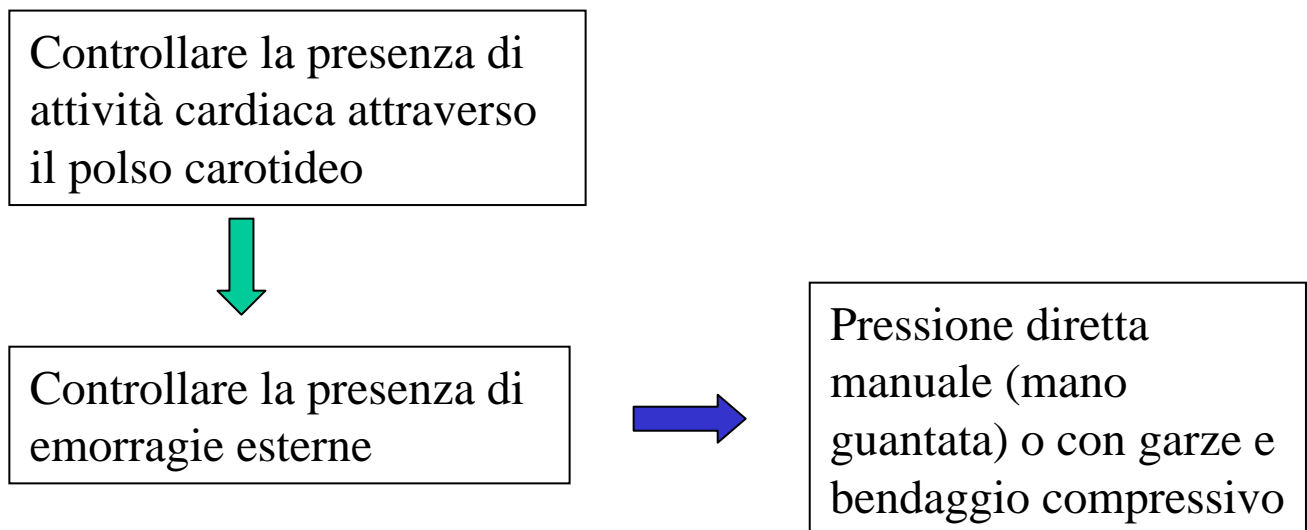 Controllare la presenza di
attività cardiaca attraverso
il polso carotideo
Controllare la presenza di
emorragie esterne
Pressione diretta
manuale (mano
guantata) o con garze e
bendaggio compressivo